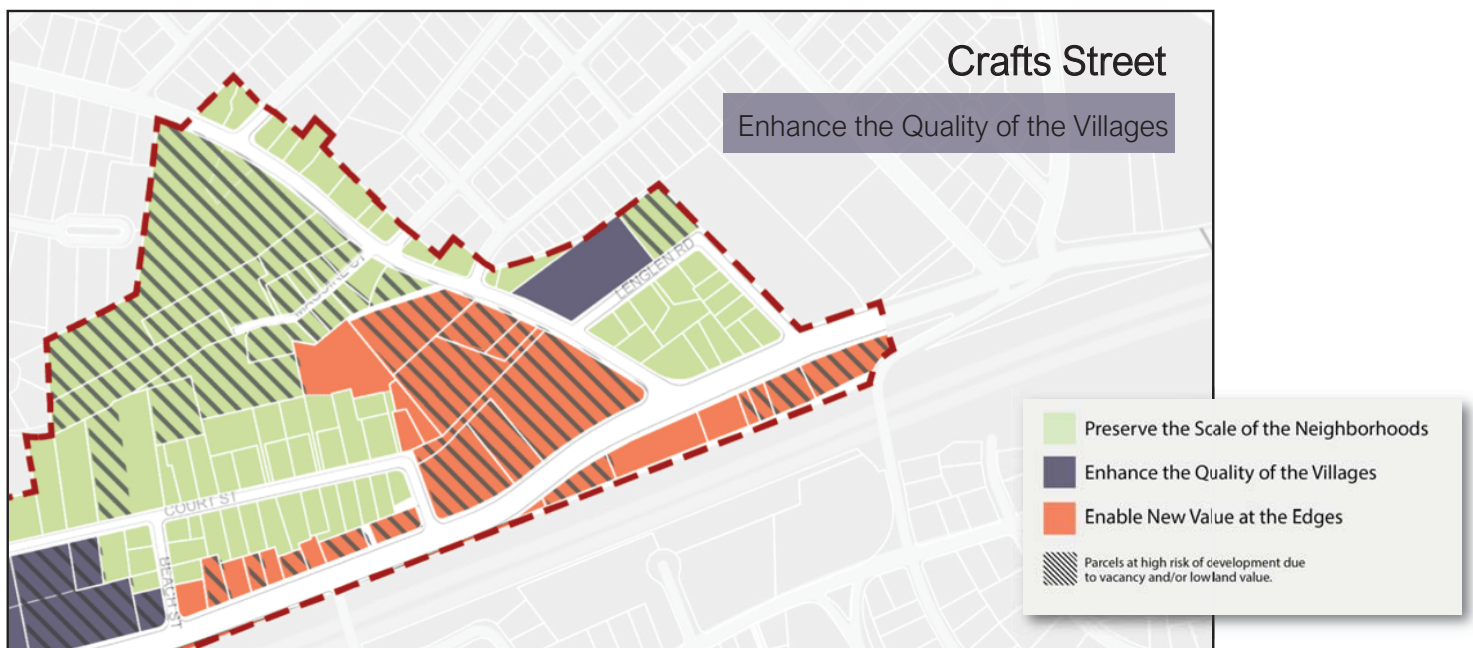 Crafts Street
Enhance the Quality of the Villages
MAGUIRE CT
LENGLEN RD
COURT ST
BEACH ST
Preserve the Scale of the Neighborhoods
Enhance the Quality of the Villages
Enable New Value at the Edges
Parcels at high risk of development due
to vacancy and/or low land value.